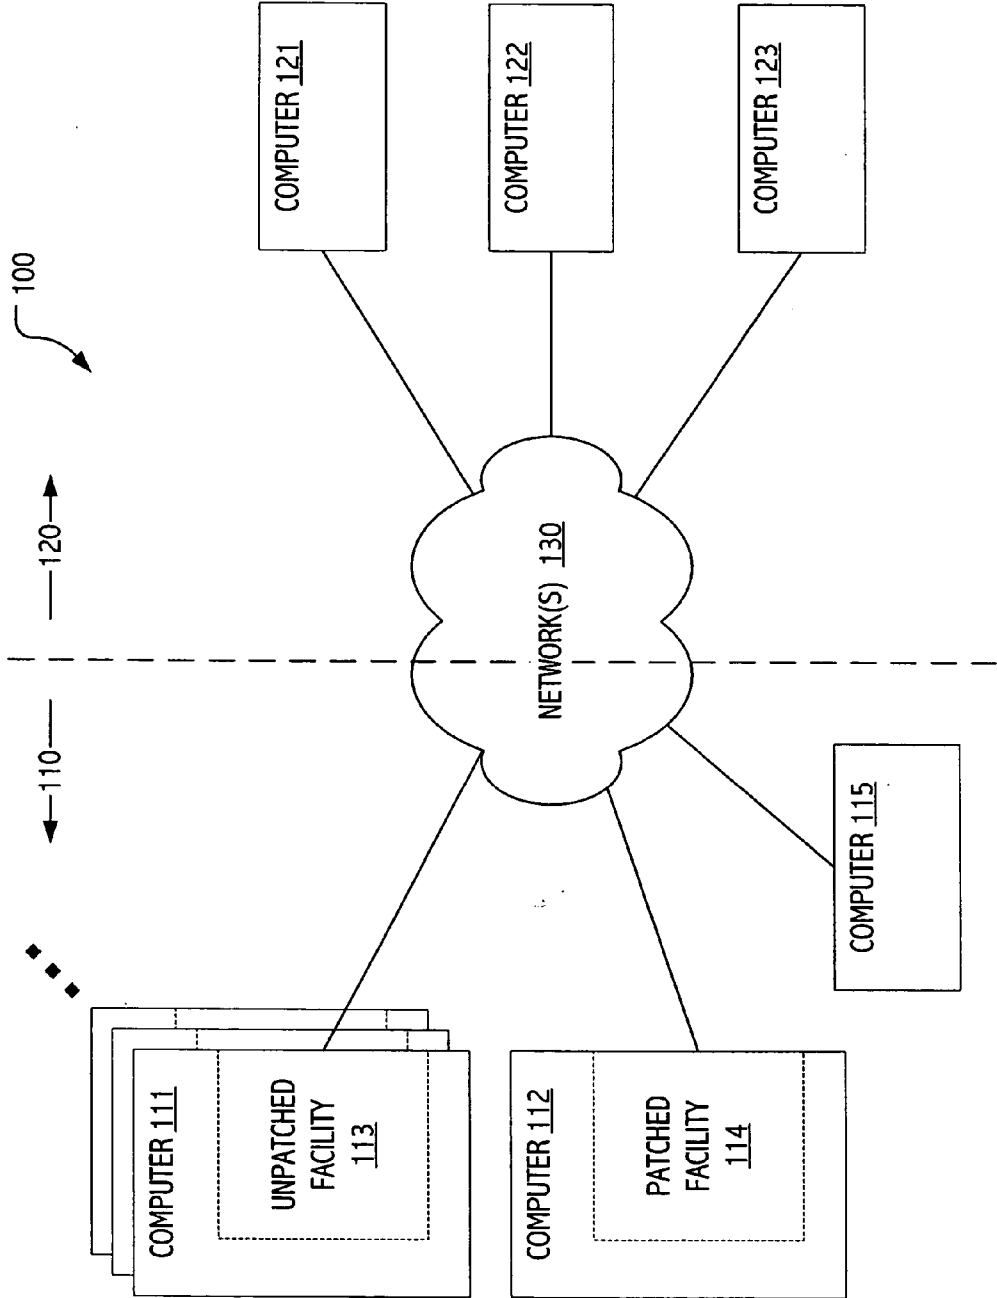 100
110
120
COMPUTER 111
UNPATCHED
FACILITY
113
COMPUTER 112
PATCHED
FACILITY
114
COMPUTER 115
NETWORK(S) 130
COMPUTER 121
COMPUTER 122
COMPUTER 123